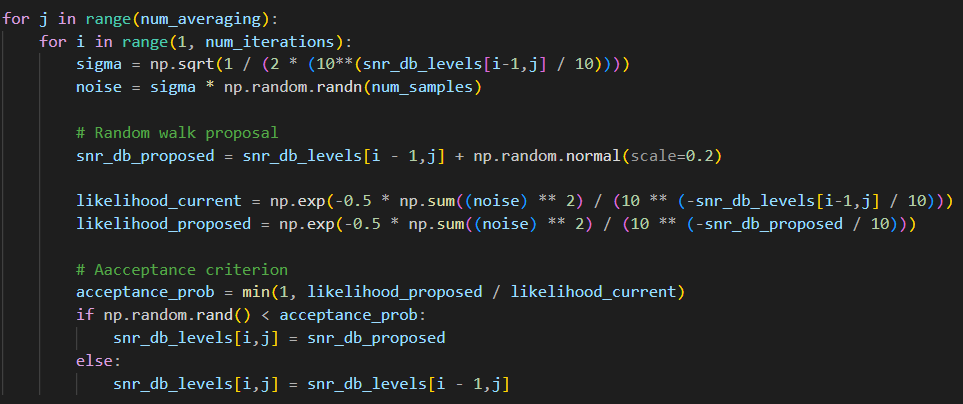 for j in range(num_averaging):
    for i in range(1, num_iterations):
        sigma = np.sqrt(1 / (2 * (10**(snr_db_levels[i-1,j] / 10))))
        noise = sigma * np.random.randn(num_samples)

        # Random walk proposal
        snr_db_proposed = snr_db_levels[i - 1,j] + np.random.normal(scale=0.2)

        likelihood_current = np.exp(-0.5 * np.sum((noise) ** 2) / (10 ** (-snr_db_levels[i-1,j] / 10)))
        likelihood_proposed = np.exp(-0.5 * np.sum((noise) ** 2) / (10 ** (-snr_db_proposed / 10)))

        # Aacceptance criterion
        acceptance_prob = min(1, likelihood_proposed / likelihood_current)
        if np.random.rand() < acceptance_prob:
            snr_db_levels[i,j] = snr_db_proposed
        else:
            snr_db_levels[i,j] = snr_db_levels[i - 1,j]